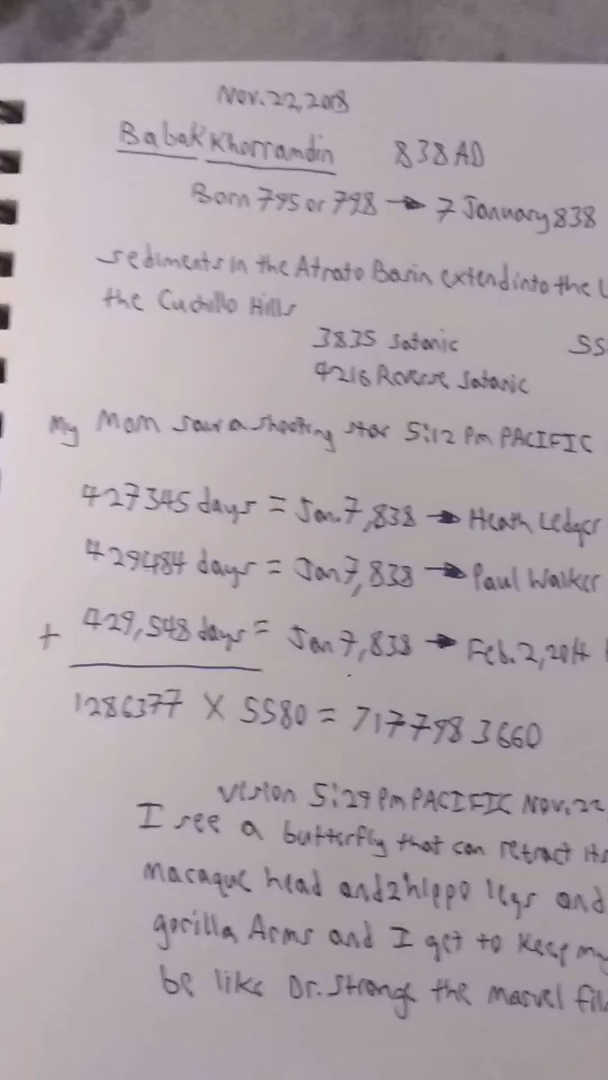 Nov. 22, 2018
Babak Khorramdin 838 AD
Born 795 or 798 → 7 January 838
sediments in the Atrato Basin extend into the
the Cuchillo Hills
3835 Satanic SS
4216 Reverse Satanic
My Mom saw a shooting star 5:12 PM PACIFIC
427345 days = Jan. 7, 838 → Heath Ledger
429484 days = Jan 7, 838 → Paul Walker
+ 429,548 days = Jan 7, 838 → Feb. 2, 2014
1286377 X 5580 = 7177983660
Vision 5:29 PM PACIFIC Nov. 22
I see a butterfly that can retract its
macaque head and 2 hippo legs and
gorilla Arms and I get to keep my
be like Dr. Strange the marvel